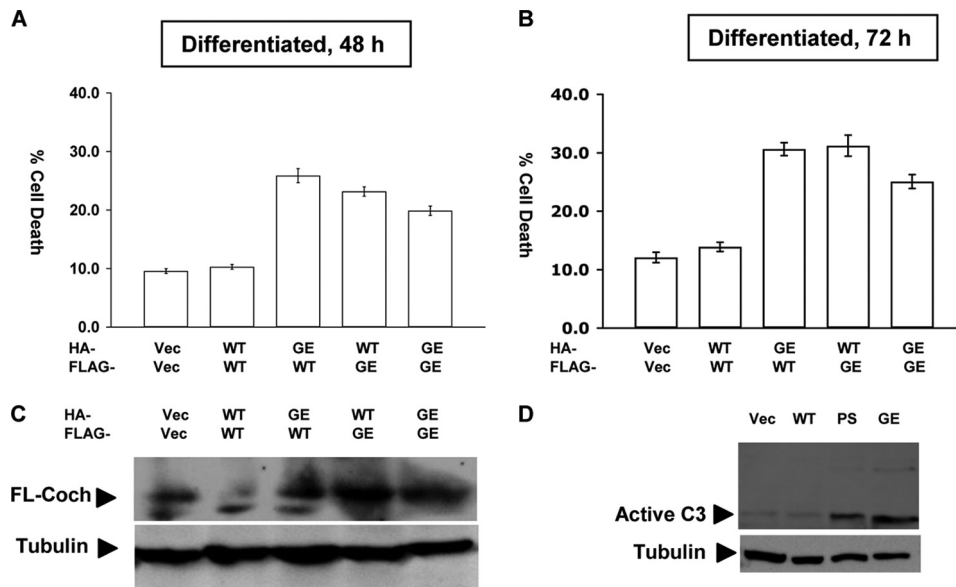 A
Differentiated, 48 h
40.0
30.0
20.0
10.0
0.0
% Cell Death
HA- Vec WT GE WT GE
FLAG- Vec WT WT GE GE
B
Differentiated, 72 h
40.0
30.0
20.0
10.0
0.0
% Cell Death
HA- Vec WT GE WT GE
FLAG- Vec WT WT GE GE
C
HA- Vec WT GE WT GE
FLAG- Vec WT WT GE GE
FL-Coch
Tubulin
D
Vec WT PS GE
Active C3
Tubulin